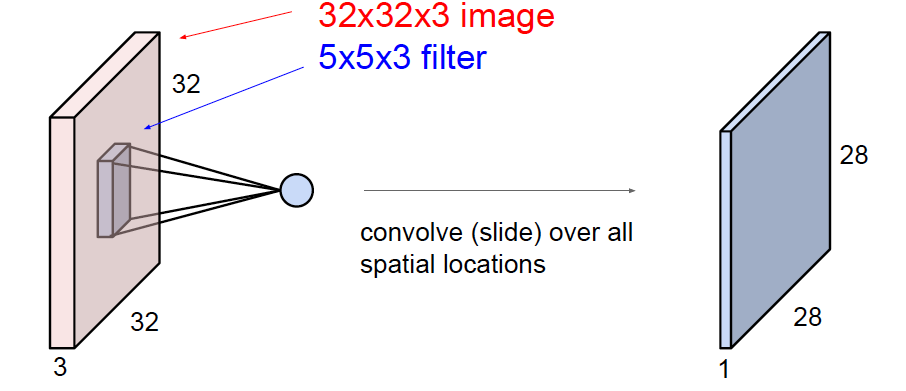 32x32x3 image
5x5x3 filter
32
32
3
convolve (slide) over all
spatial locations
28
28
1